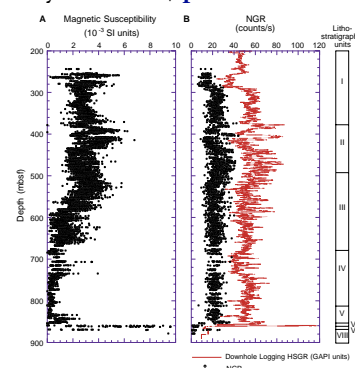 A Magnetic Susceptibility
(10⁻³ SI units)
B NGR
(counts/s)
Litho-
stratigraphic
units
0 2 4 6 8 10
0 20 40 60 80 100 120
200
300
400
500
600
700
800
900
Depth (mbsf)
I
II
III
IV
V
VIII
Downhole Logging HSGR (GAPI units)
NGR